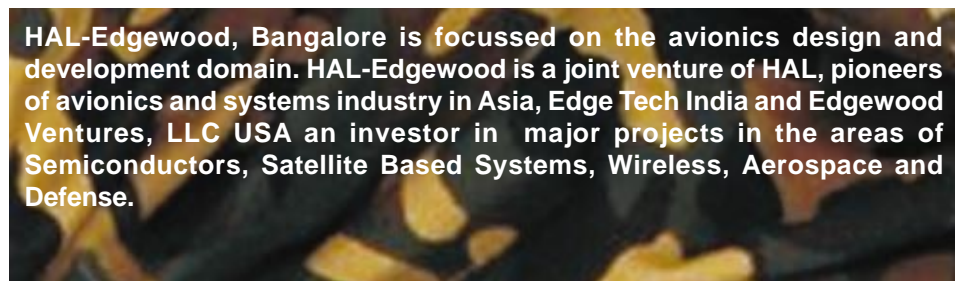 HAL-Edgewood, Bangalore is focussed on the avionics design and
development domain. HAL-Edgewood is a joint venture of HAL, pioneers
of avionics and systems industry in Asia, Edge Tech India and Edgewood
Ventures, LLC USA an investor in major projects in the areas of
Semiconductors, Satellite Based Systems, Wireless, Aerospace and
Defense.